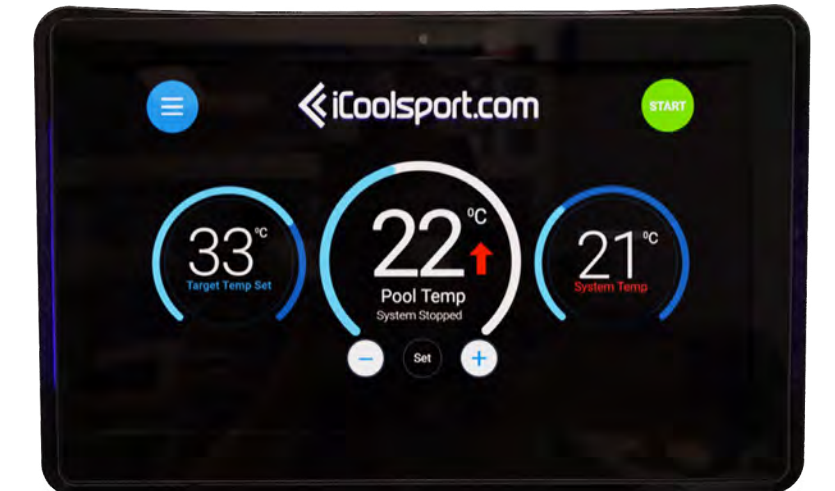 iCoolsport.com
START
33°C
Target Temp Set
22°C
Pool Temp
System Stopped
21°C
System Temp
− Set +